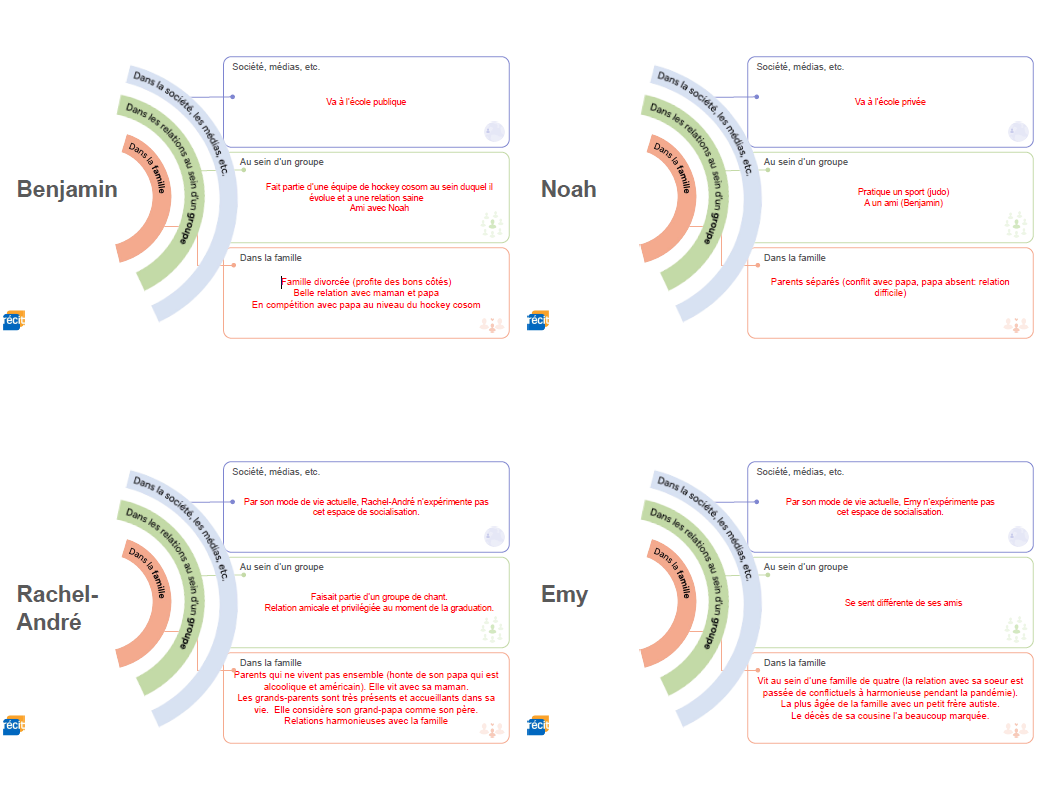 Benjamin
Dans la société, les médias, etc.
Dans les relations au sein d'un groupe
Dans la famille
Société, médias, etc.
Va à l'école publique
Au sein d'un groupe
Fait partie d'une équipe de hockey cosom au sein duquel il
évolue et a une relation saine
Ami avec Noah
Dans la famille
Famille divorcée (profite des bons côtés)
Belle relation avec maman et papa
En compétition avec papa au niveau du hockey cosom
récit
Noah
Dans la société, les médias, etc.
Dans les relations au sein d'un groupe
Dans la famille
Société, médias, etc.
Va à l'école privée
Au sein d'un groupe
Pratique un sport (judo)
A un ami (Benjamin)
Dans la famille
Parents séparés (conflit avec papa, papa absent: relation
difficile)
récit
Rachel-
André
Dans la société, les médias, etc.
Dans les relations au sein d'un groupe
Dans la famille
Société, médias, etc.
Par son mode de vie actuelle, Rachel-André n'expérimente pas
cet espace de socialisation.
Au sein d'un groupe
Faisait partie d'un groupe de chant.
Relation amicale et privilégiée au moment de la graduation.
Dans la famille
Parents qui ne vivent pas ensemble (honte de son papa qui est
alcoolique et américain). Elle vit avec sa maman.
Les grands-parents sont très présents et accueillants dans sa
vie. Elle considère son grand-papa comme son père.
Relations harmonieuses avec la famille
récit
Emy
Dans la société, les médias, etc.
Dans les relations au sein d'un groupe
Dans la famille
Société, médias, etc.
Par son mode de vie actuelle, Emy n'expérimente pas
cet espace de socialisation.
Au sein d'un groupe
Se sent différente de ses amis
Dans la famille
Vit au sein d'une famille de quatre (la relation avec sa soeur est
passée de conflictuels à harmonieuse pendant la pandémie).
La plus âgée de la famille avec un petit frère autiste.
Le décès de sa cousine l'a beaucoup marquée.
récit